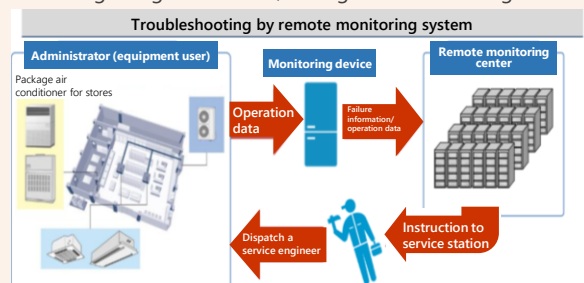 Troubleshooting by remote monitoring system
Administrator (equipment user)
Monitoring device
Remote monitoring
center
Package air
conditioner for stores
Operation
data
Failure
information/
operation data
Instruction to
service station
Dispatch a
service engineer